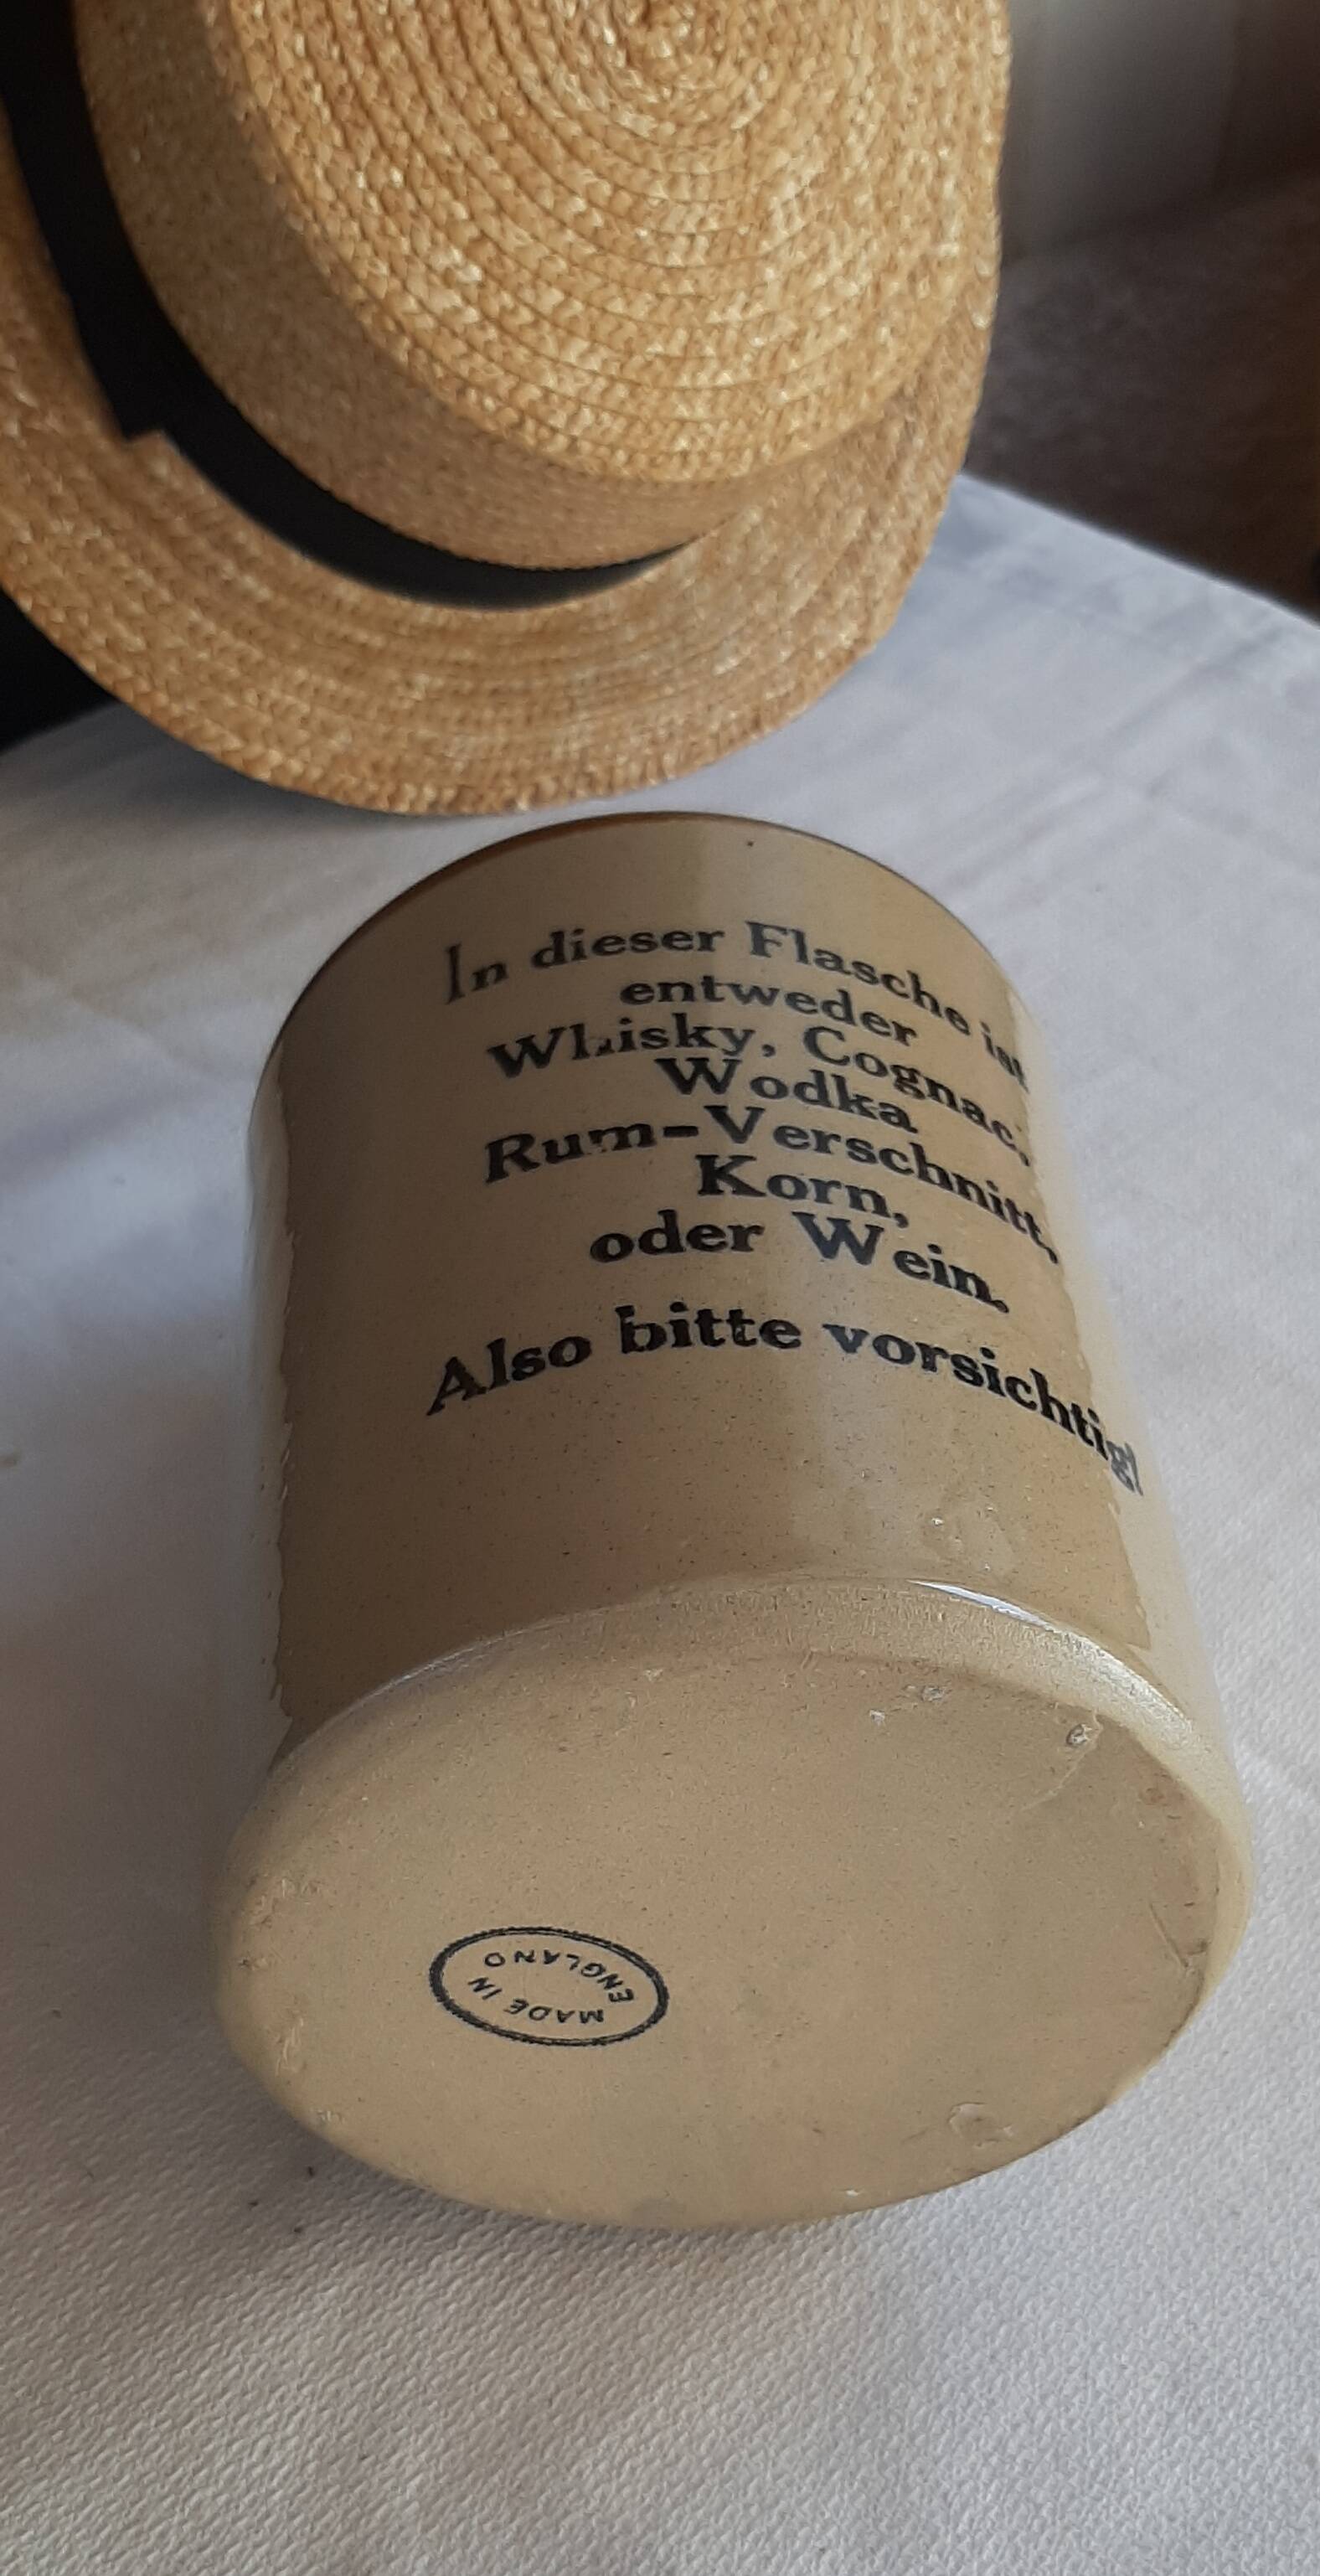 In dieser Flasche ist
entweder
Whisky, Cognac,
Wodka
Rum-Verschnitt,
Korn,
oder Wein.
Also bitte vorsichtig!
MADE IN
ENGLAND